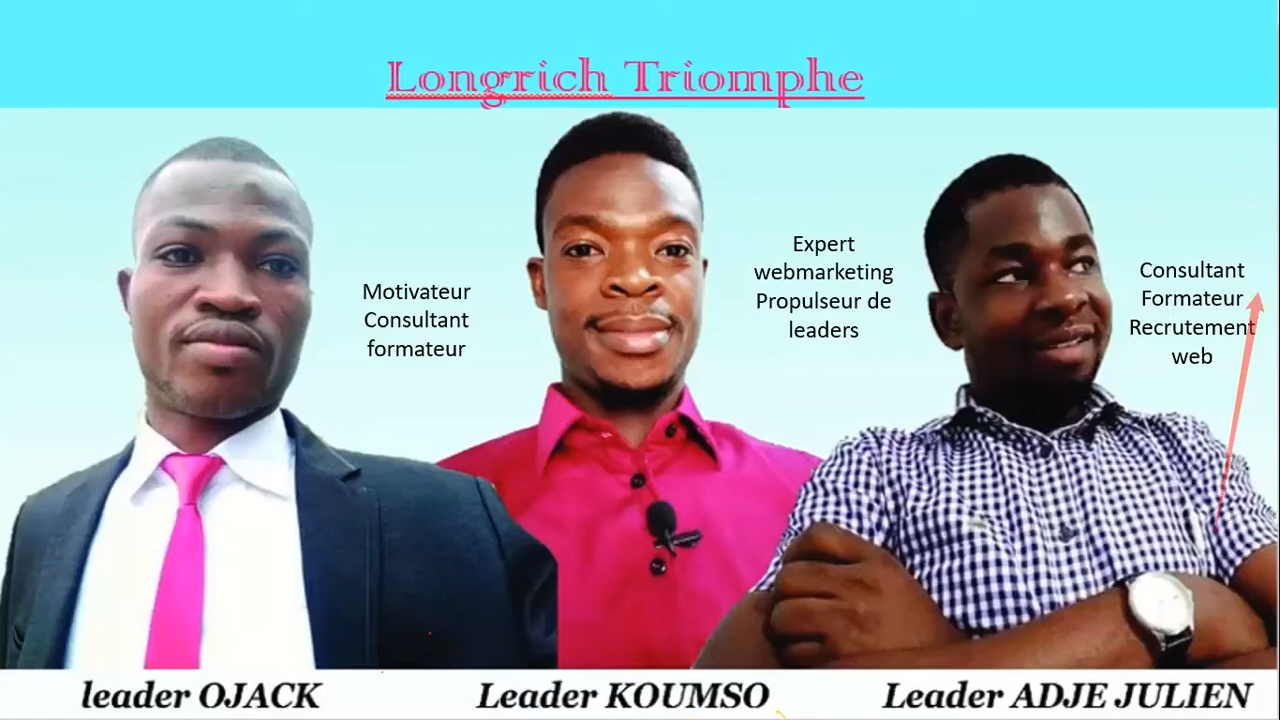 Longrich Triomphe
Motivateur
Consultant
formateur
Expert
webmarketing
Propulseur de
leaders
Consultant
Formateur
Recrutement
web
leader OJACK
Leader KOUMSO
Leader ADJE JULIEN